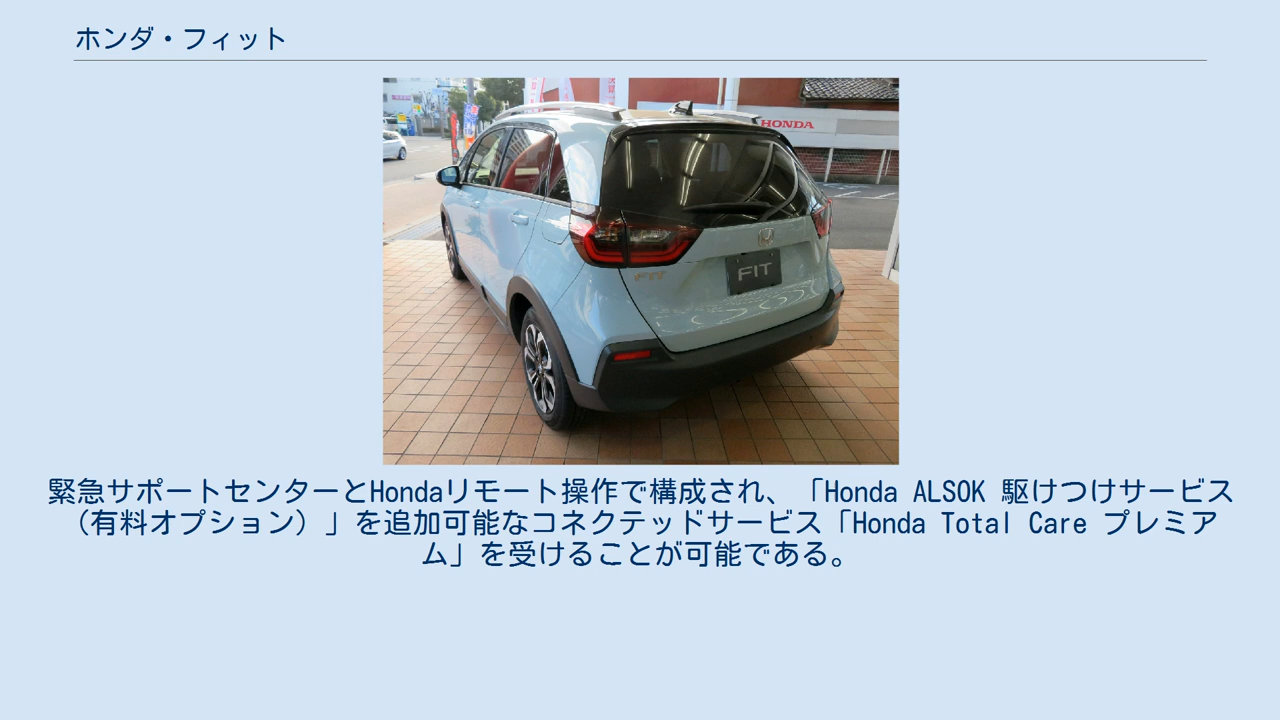 ホンダ・フィット
HONDA
FIT
FIT
緊急サポートセンターとHondaリモート操作で構成され、「Honda ALSOK 駆けつけサービス
（有料オプション）」を追加可能なコネクテッドサービス「Honda Total Care プレミア
ム」を受けることが可能である。